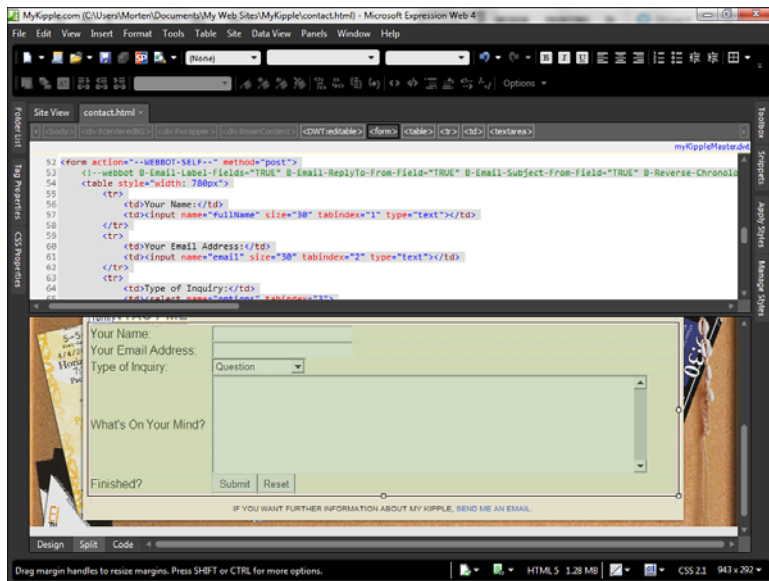 MyKipple.com (C:\Users\Morten\Documents\My Web Sites\MyKipple\contact.html) - Microsoft Expression Web 4
File Edit View Insert Format Tools Table Site Data View Panels Window Help
(None)
B I U
Options
Folder List
Tag Properties
CSS Properties
Site View contact.html ×
<body> <div#centeredBG> <div#wrapper> <div#mainContent> <DWT:editable> <form> <table> <tr> <td> <textarea>
myKippleMaster.dwt
52 <form action="--WEBBOT-SELF--" method="post">
53 <!--webbot B-Email-Label-Fields="TRUE" B-Email-ReplyTo-From-Field="TRUE" B-Email-Subject-From-Field="TRUE" B-Reverse-Chronolo
54 <table style="width: 780px">
55 <tr>
56 <td>Your Name:</td>
57 <td><input name="fullName" size="30" tabindex="1" type="text"></td>
58 </tr>
59 <tr>
60 <td>Your Email Address:</td>
61 <td><input name="email" size="30" tabindex="2" type="text"></td>
62 </tr>
63 <tr>
64 <td>Type of Inquiry:</td>
65 <td><select name="options" tabindex="3">
Toolbox
Snippets
Apply Styles
Manage Styles
Your Name:
Your Email Address:
Type of Inquiry: Question
What's On Your Mind?
Finished? Submit Reset
IF YOU WANT FURTHER INFORMATION ABOUT MY KIPPLE, SEND ME AN EMAIL.
5:30
Design Split Code
Drag margin handles to resize margins. Press SHIFT or CTRL for more options.
HTML 5 1.28 MB CSS 2.1 943 x 292